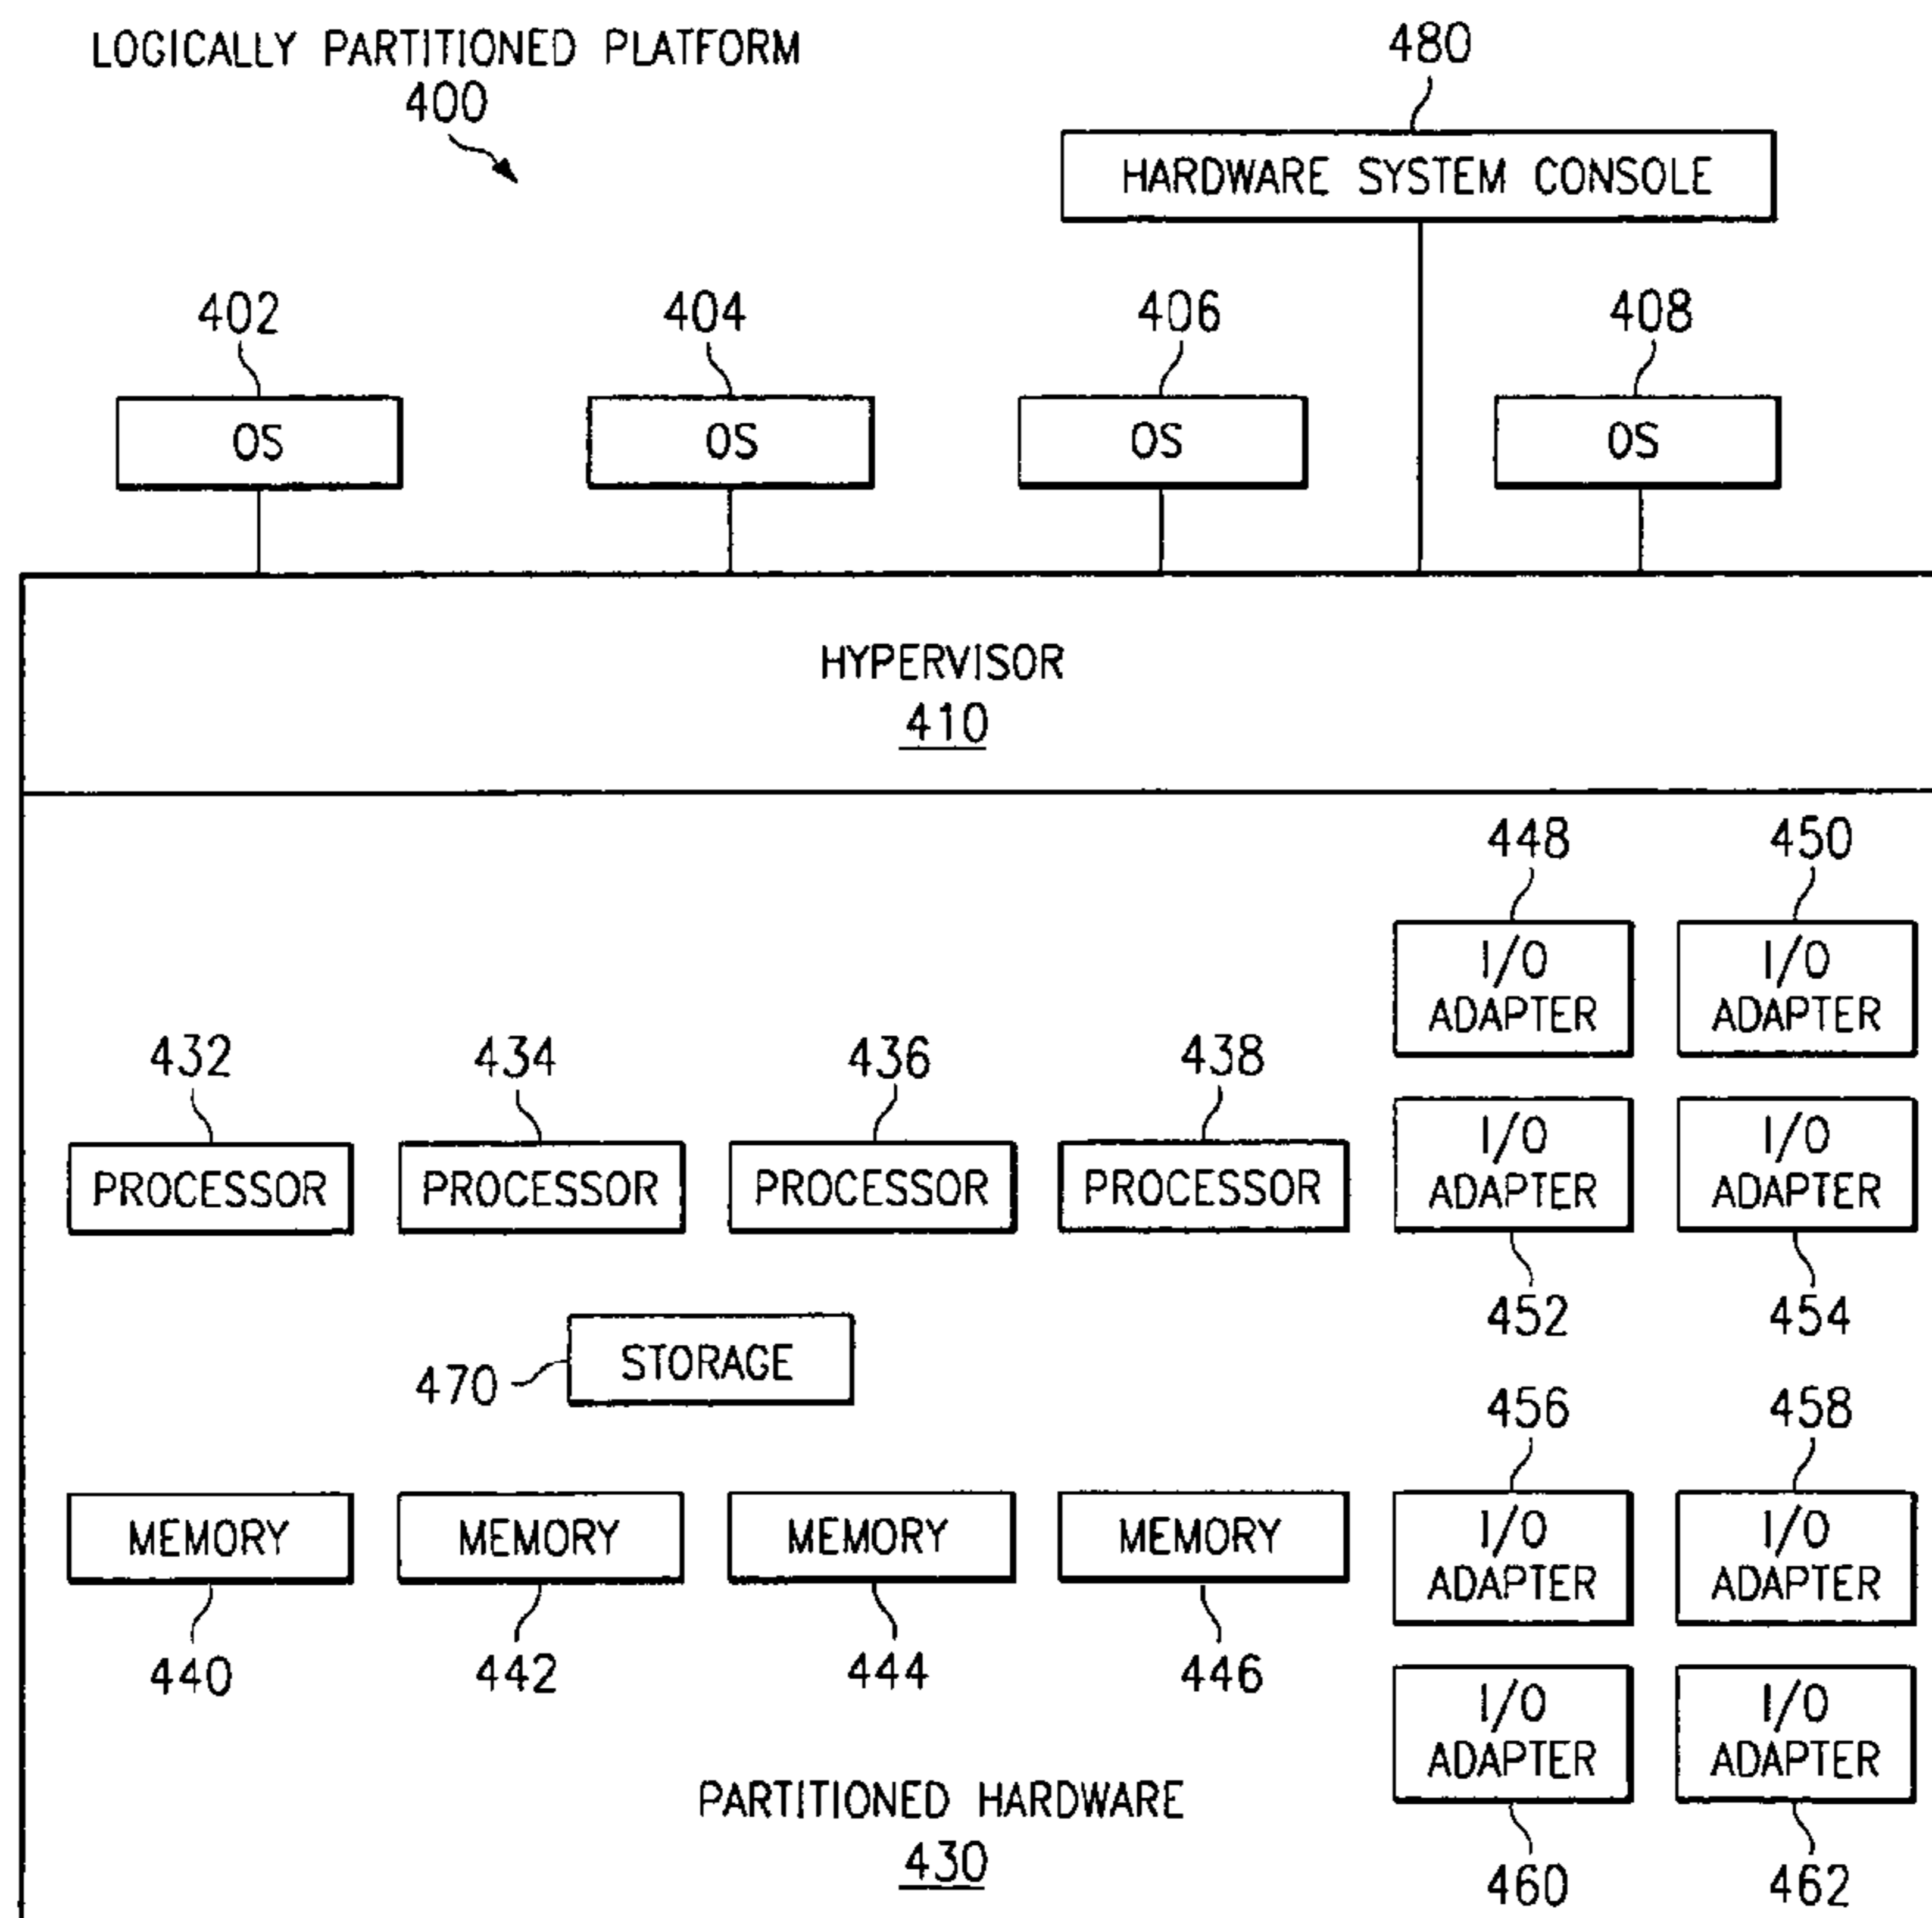 LOGICALLY PARTITIONED PLATFORM
400
480
HARDWARE SYSTEM CONSOLE
402
404
406
408
OS
OS
OS
OS
HYPERVISOR
410
448
450
I/O
ADAPTER
I/O
ADAPTER
432
434
436
438
PROCESSOR
PROCESSOR
PROCESSOR
PROCESSOR
I/O
ADAPTER
I/O
ADAPTER
452
454
470
STORAGE
456
458
MEMORY
MEMORY
MEMORY
MEMORY
I/O
ADAPTER
I/O
ADAPTER
440
442
444
446
I/O
ADAPTER
I/O
ADAPTER
460
462
PARTITIONED HARDWARE
430